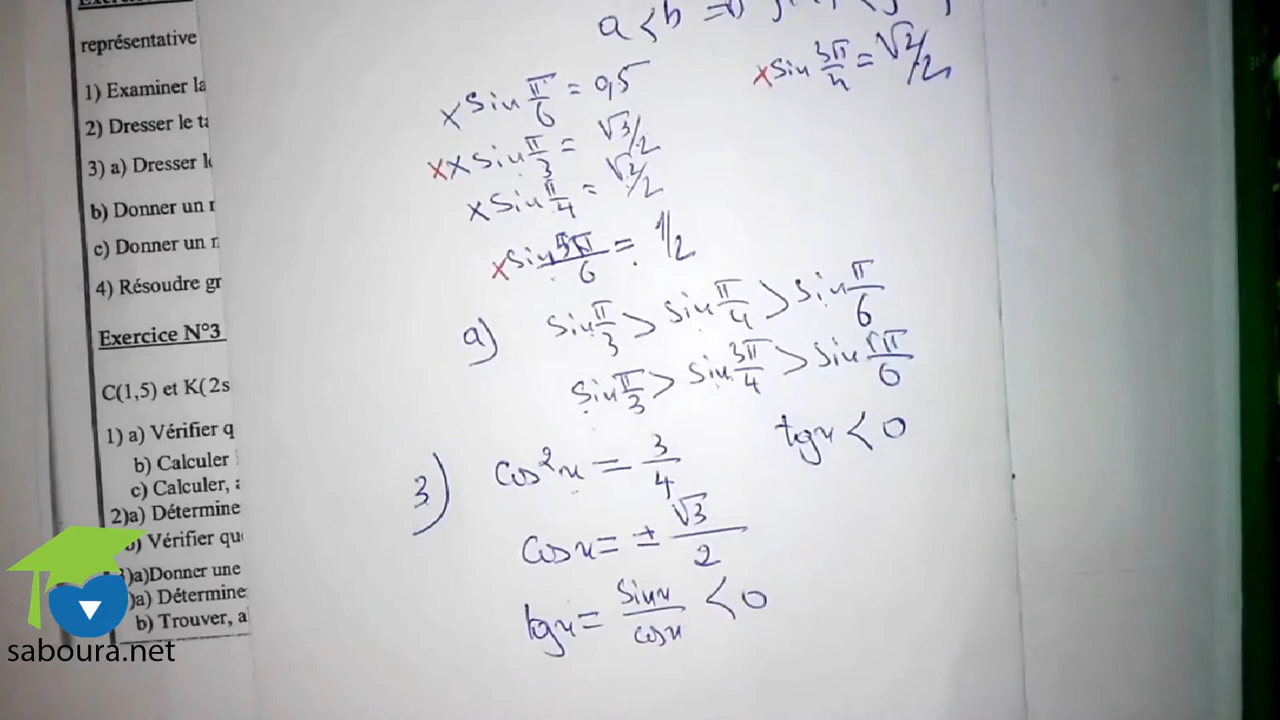 représentative
1) Examiner la
2) Dresser le ta
3) a) Dresser le
b) Donner un
c) Donner un
4) Résoudre gr
Exercice N°3
C(1,5) et K(2s
1) a) Vérifier q
b) Calculer
c) Calculer, a
2)a) Détermine
b) Vérifier que
3)a)Donner une
a) Détermine
b) Trouver, a
a < b =>
x sin π/6 = 0,5
x sin 3π/4 = √2/2
x x sin π/3 = √3/2
x sin π/4 = √2/2
x sin 5π/6 = 1/2
a) sin π/3 > sin π/4 > sin π/6
sin π/3 > sin 3π/4 > sin 5π/6
tgx < 0
3) cos²x = 3/4
cosx = ± √3/2
tgx = sinx/cosx < 0
saboura.net